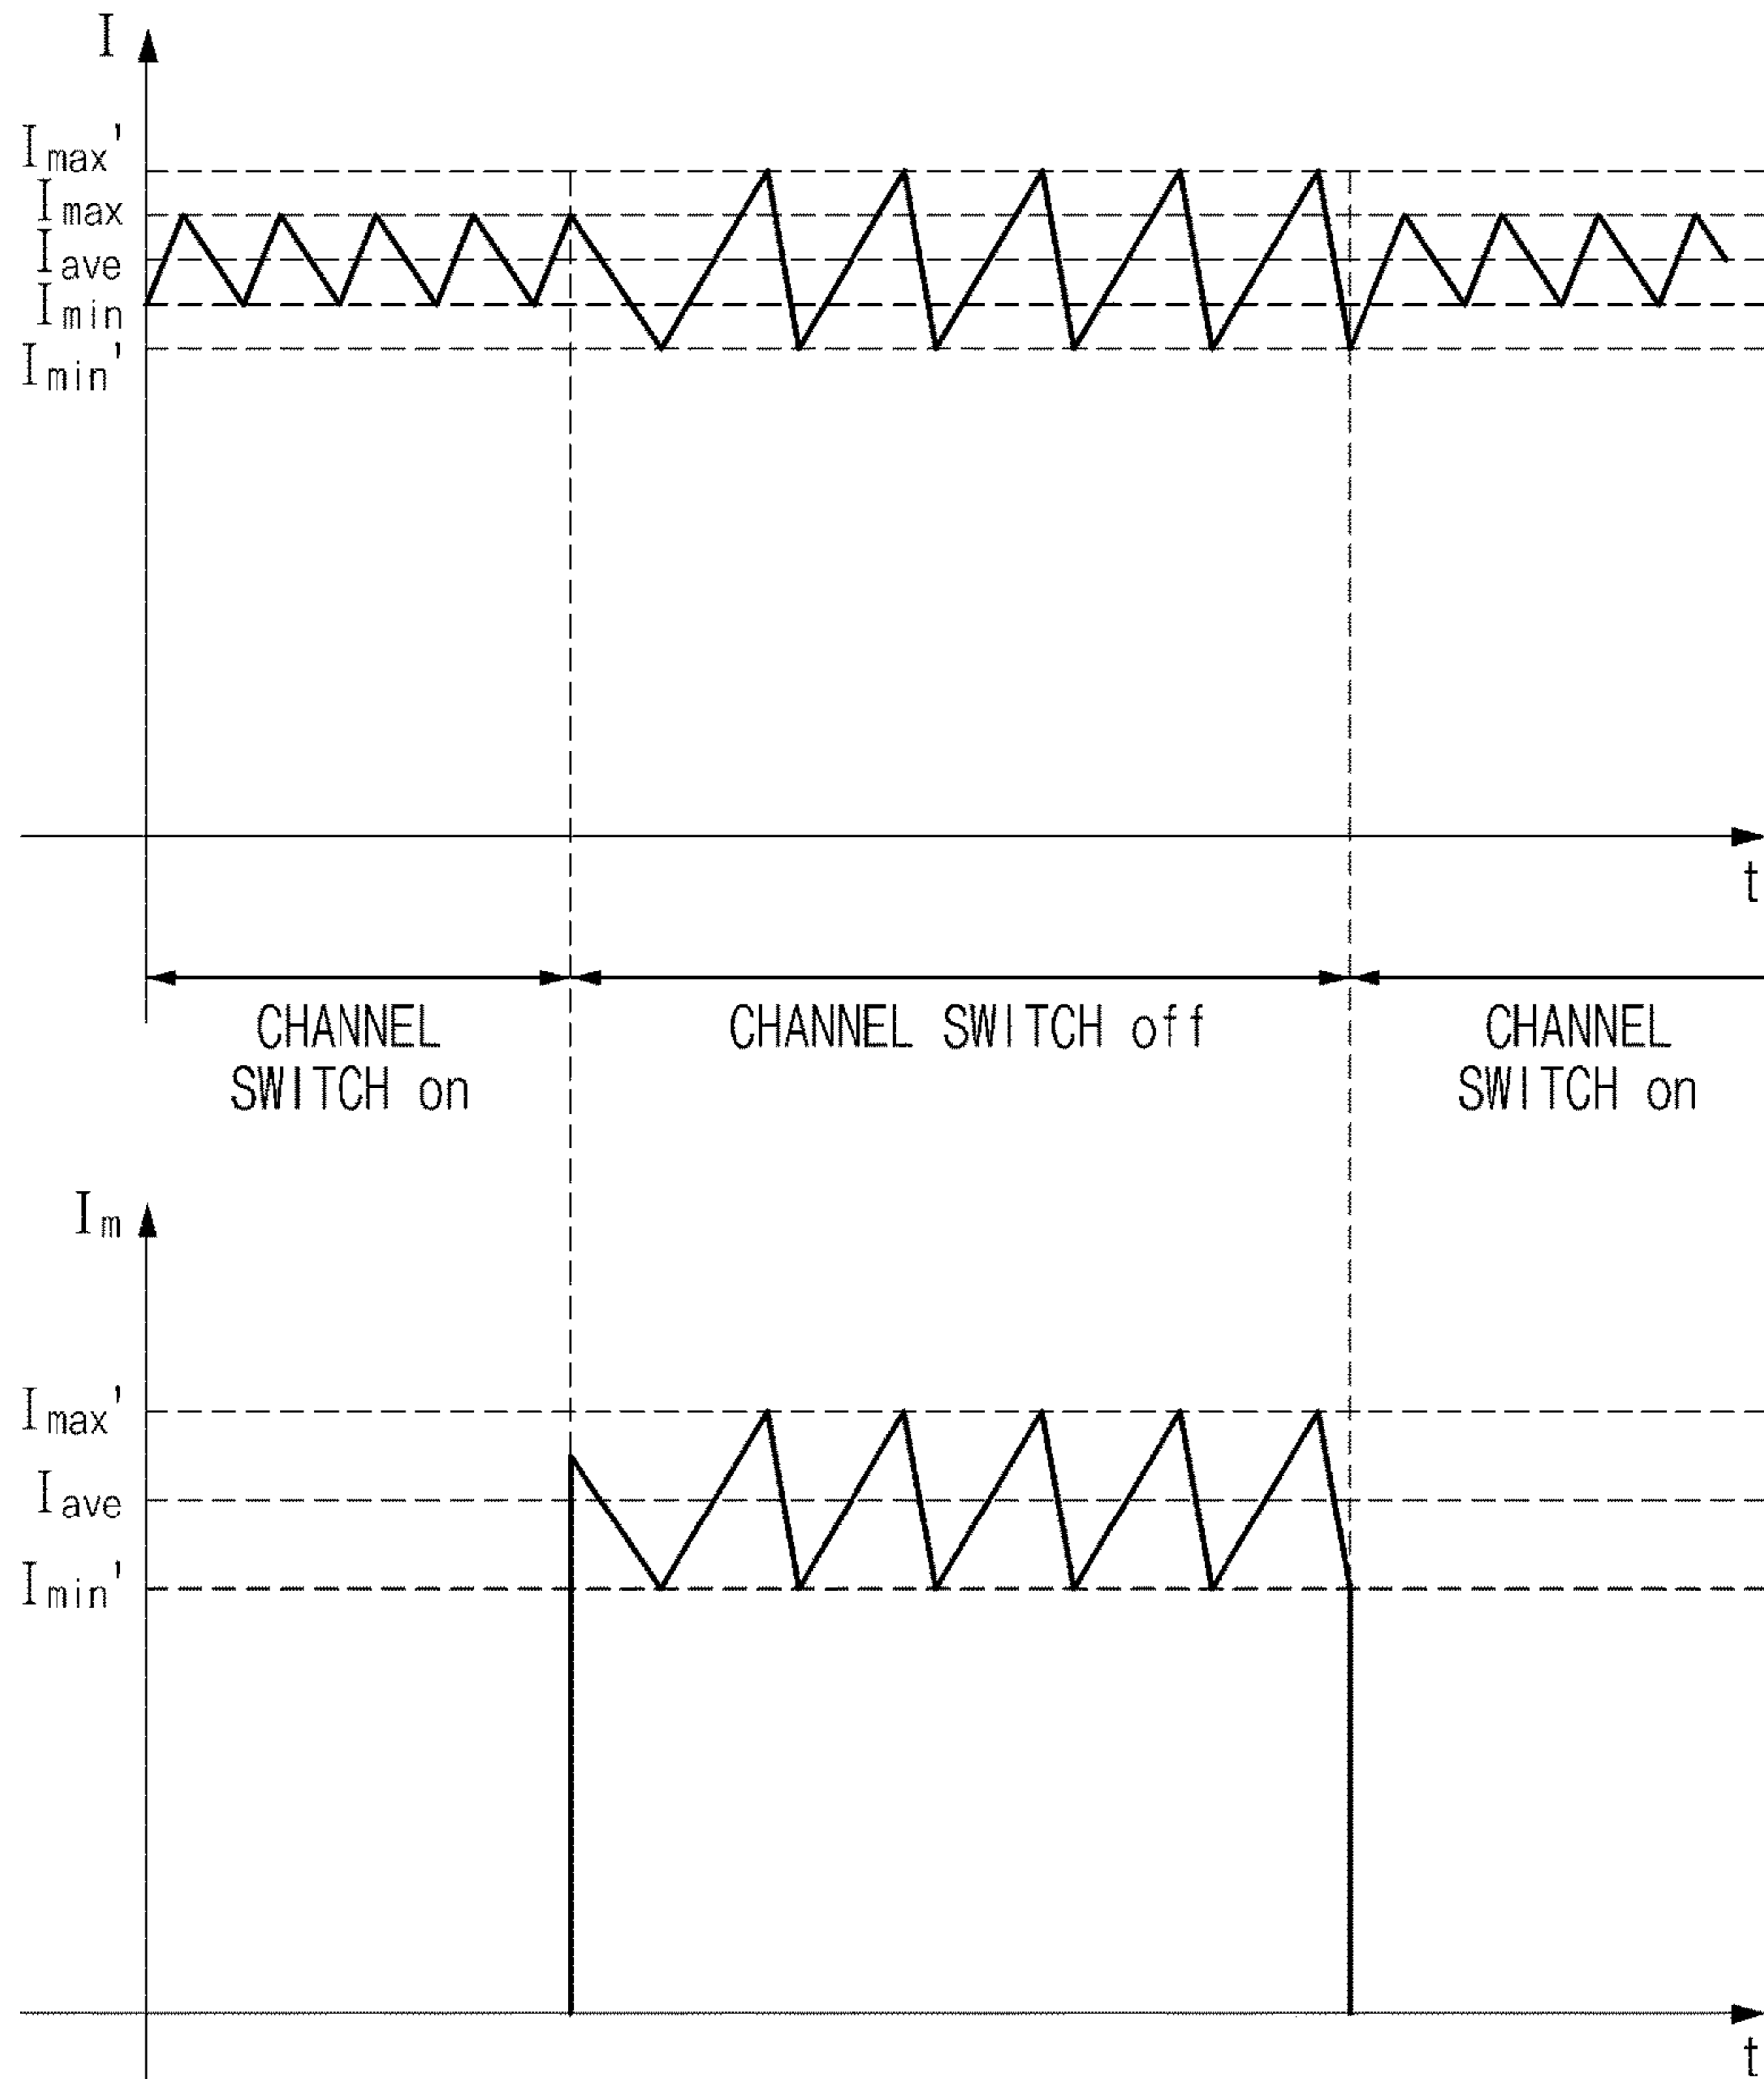 I
Imax'
Imax
Iave
Imin
Imin'
t
CHANNEL
SWITCH on
CHANNEL SWITCH off
CHANNEL
SWITCH on
Im
Imax'
Iave
Imin'
t